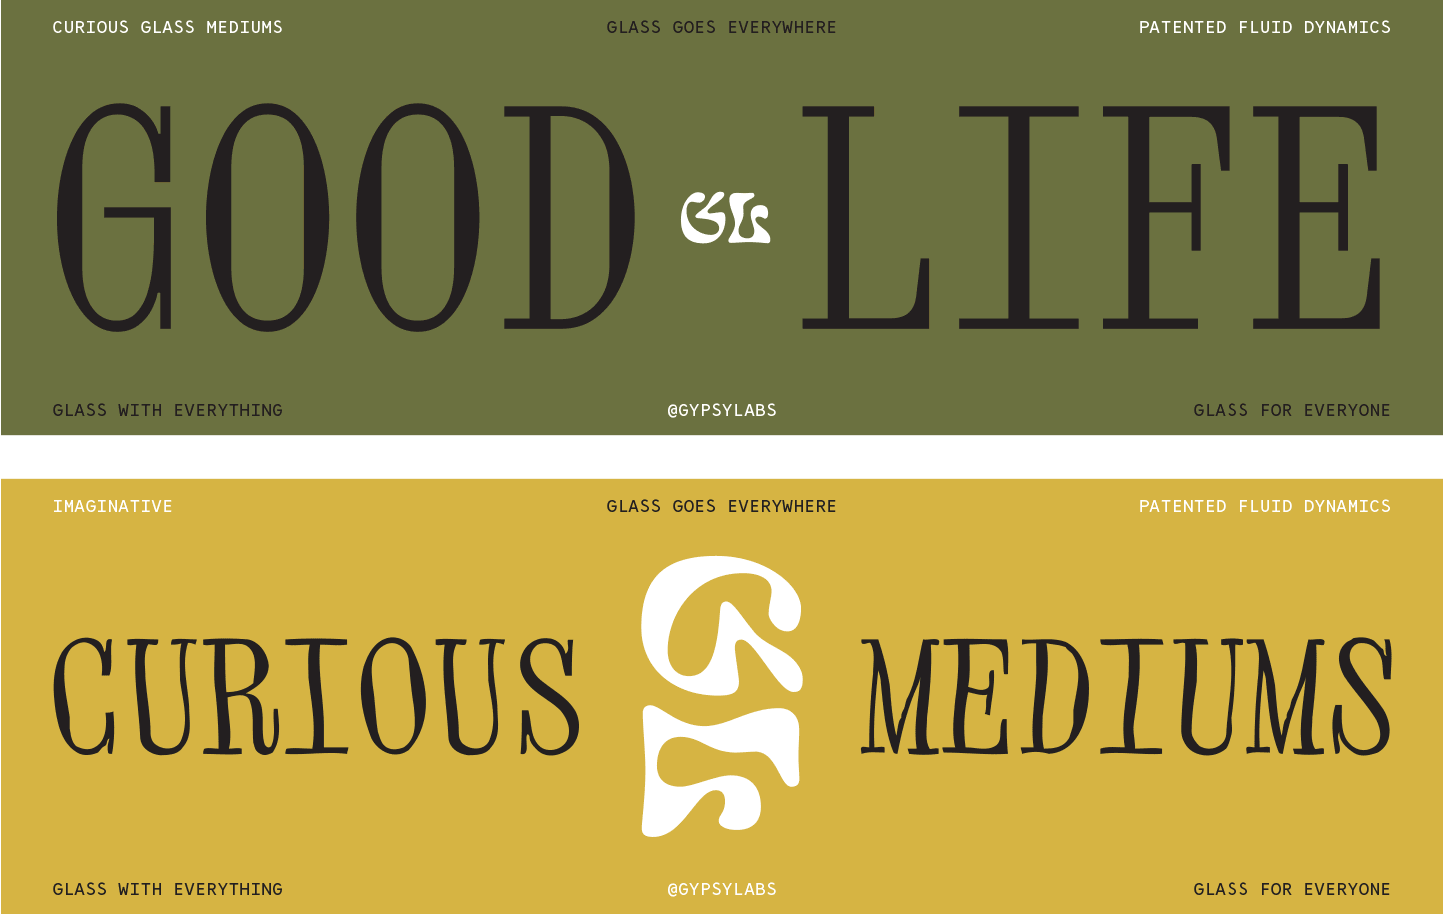 CURIOUS GLASS MEDIUMS GLASS GOES EVERYWHERE PATENTED FLUID DYNAMICS
GOOD GL LIFE
GLASS WITH EVERYTHING @GYPSYLABS GLASS FOR EVERYONE
IMAGINATIVE GLASS GOES EVERYWHERE PATENTED FLUID DYNAMICS
CURIOUS GL MEDIUMS
GLASS WITH EVERYTHING @GYPSYLABS GLASS FOR EVERYONE